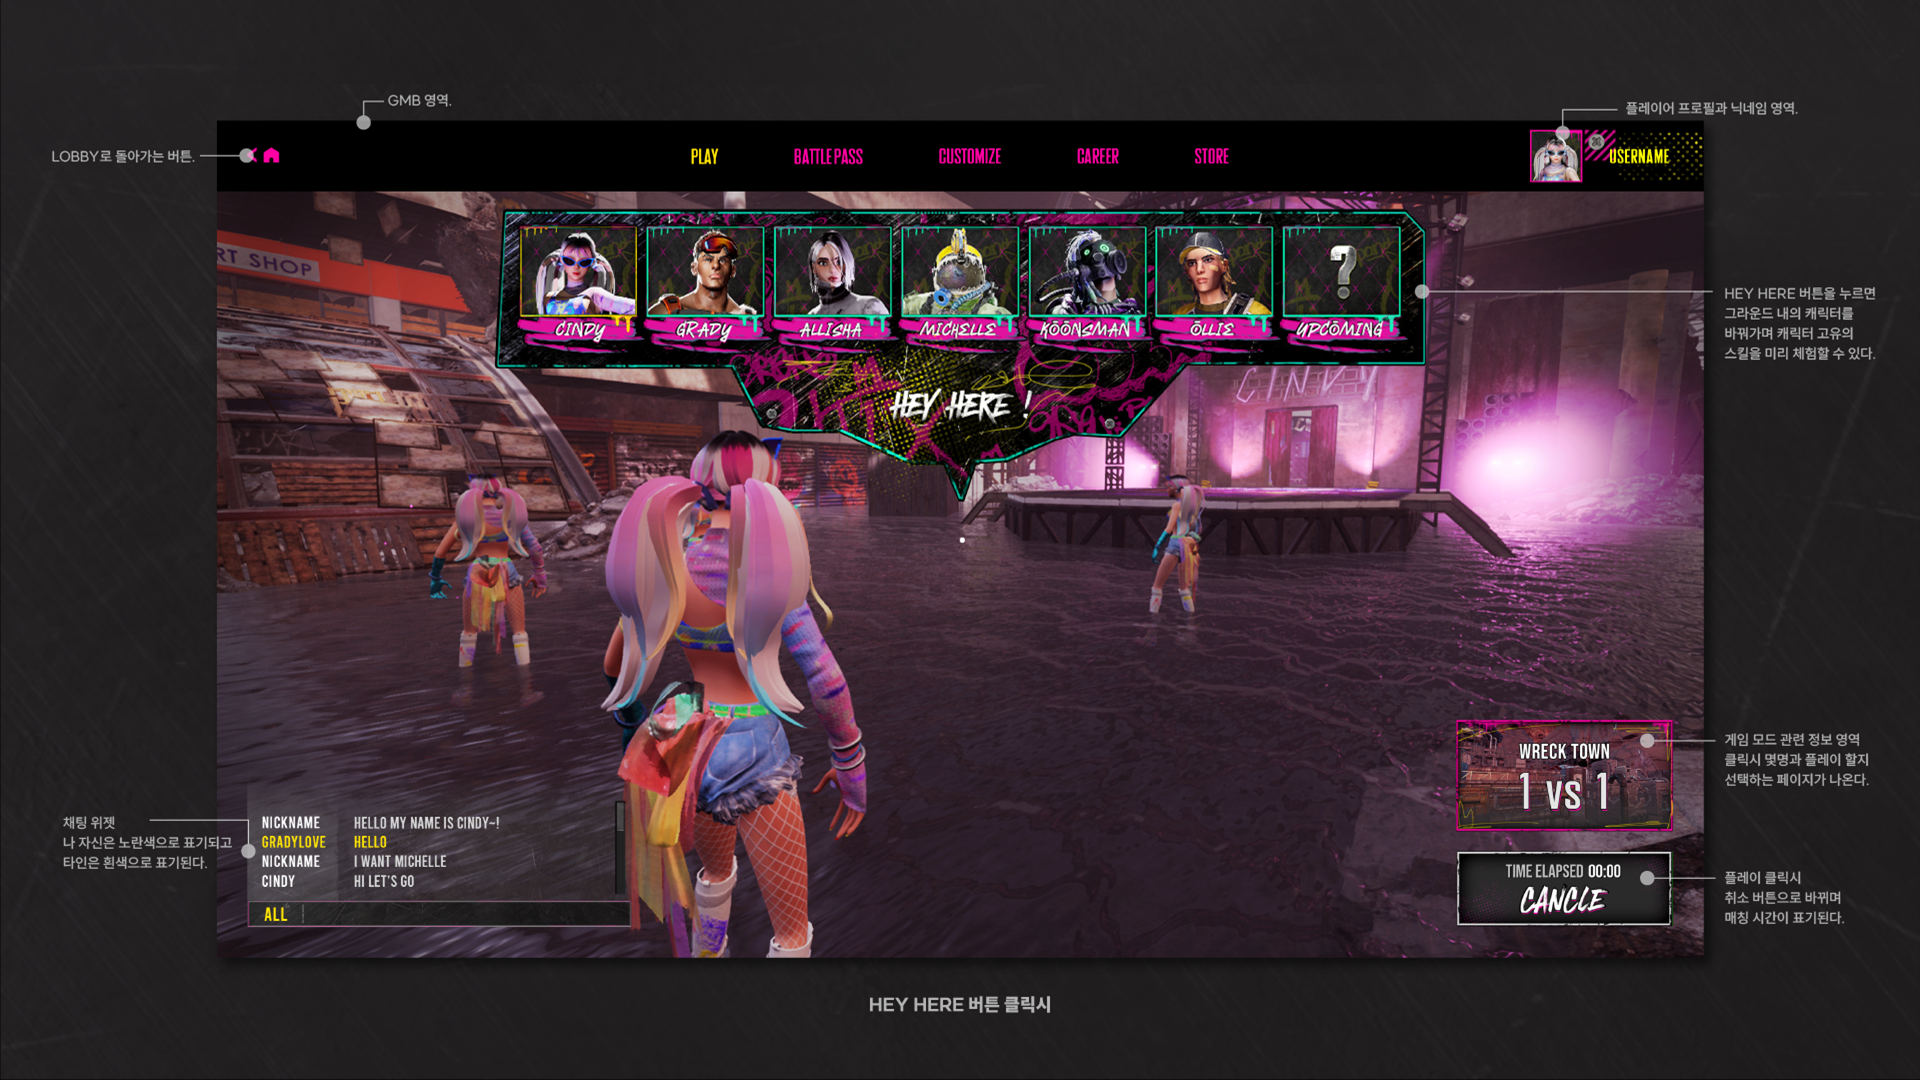 GMB 영역.
플레이어 프로필과 닉네임 영역.
LOBBY로 돌아가는 버튼.
PLAY
BATTLE PASS
CUSTOMIZE
CAREER
STORE
USERNAME
RT SHOP
CINDY
GRADY
ALLISHA
MICHELLE
KOONSMAN
OLLIE
UPCOMING
HEY HERE 버튼을 누르면
그라운드 내의 캐릭터를
바꿔가며 캐릭터 고유의
스킬을 미리 체험할 수 있다.
HEY HERE !
CINDY
WRECK TOWN
1 VS 1
게임 모드 관련 정보 영역
클릭시 몇명과 플레이 할지
선택하는 페이지가 나온다.
채팅 위젯
나 자신은 노란색으로 표기되고
타인은 흰색으로 표기된다.
NICKNAME HELLO MY NAME IS CINDY~!
GRADYLOVE HELLO
NICKNAME I WANT MICHELLE
CINDY HI LET'S GO
ALL
TIME ELAPSED 00:00
CANCLE
플레이 클릭시
취소 버튼으로 바뀌며
매칭 시간이 표기된다.
HEY HERE 버튼 클릭시